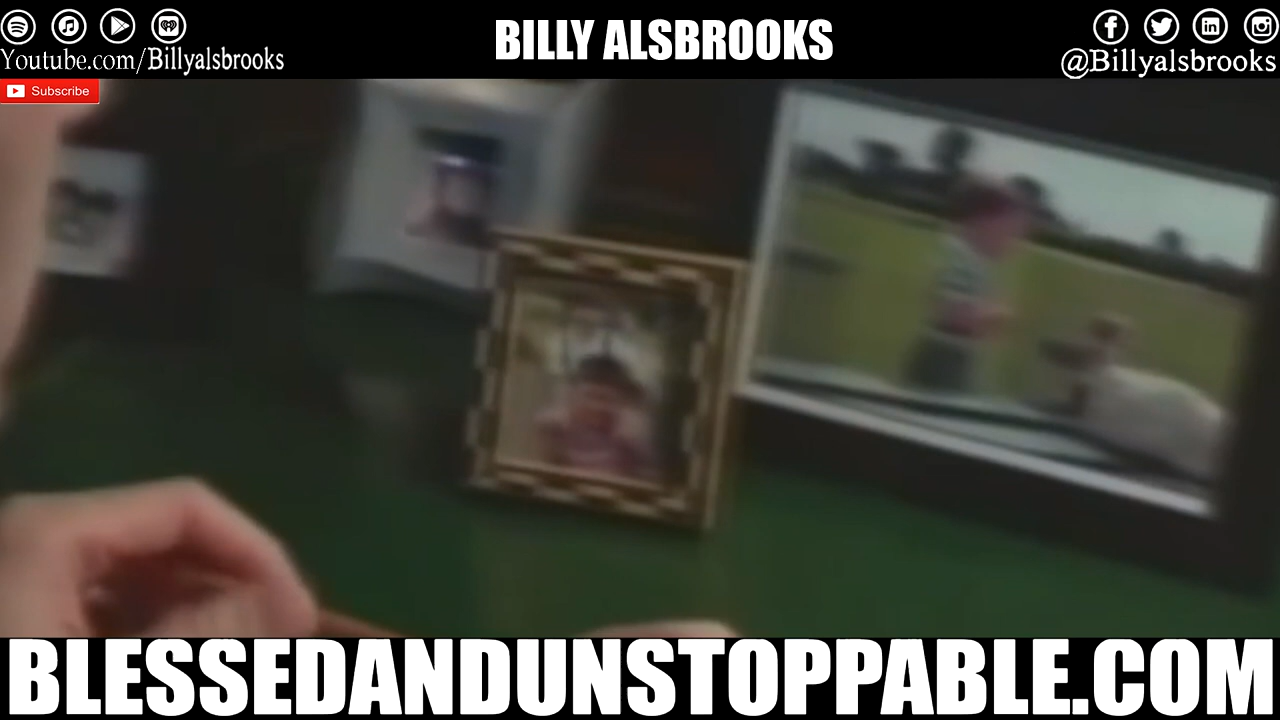 BILLY ALSBROOKS
Youtube.com/Billyalsbrooks
@Billyalsbrooks
Subscribe
BLESSEDANDUNSTOPPABLE.COM